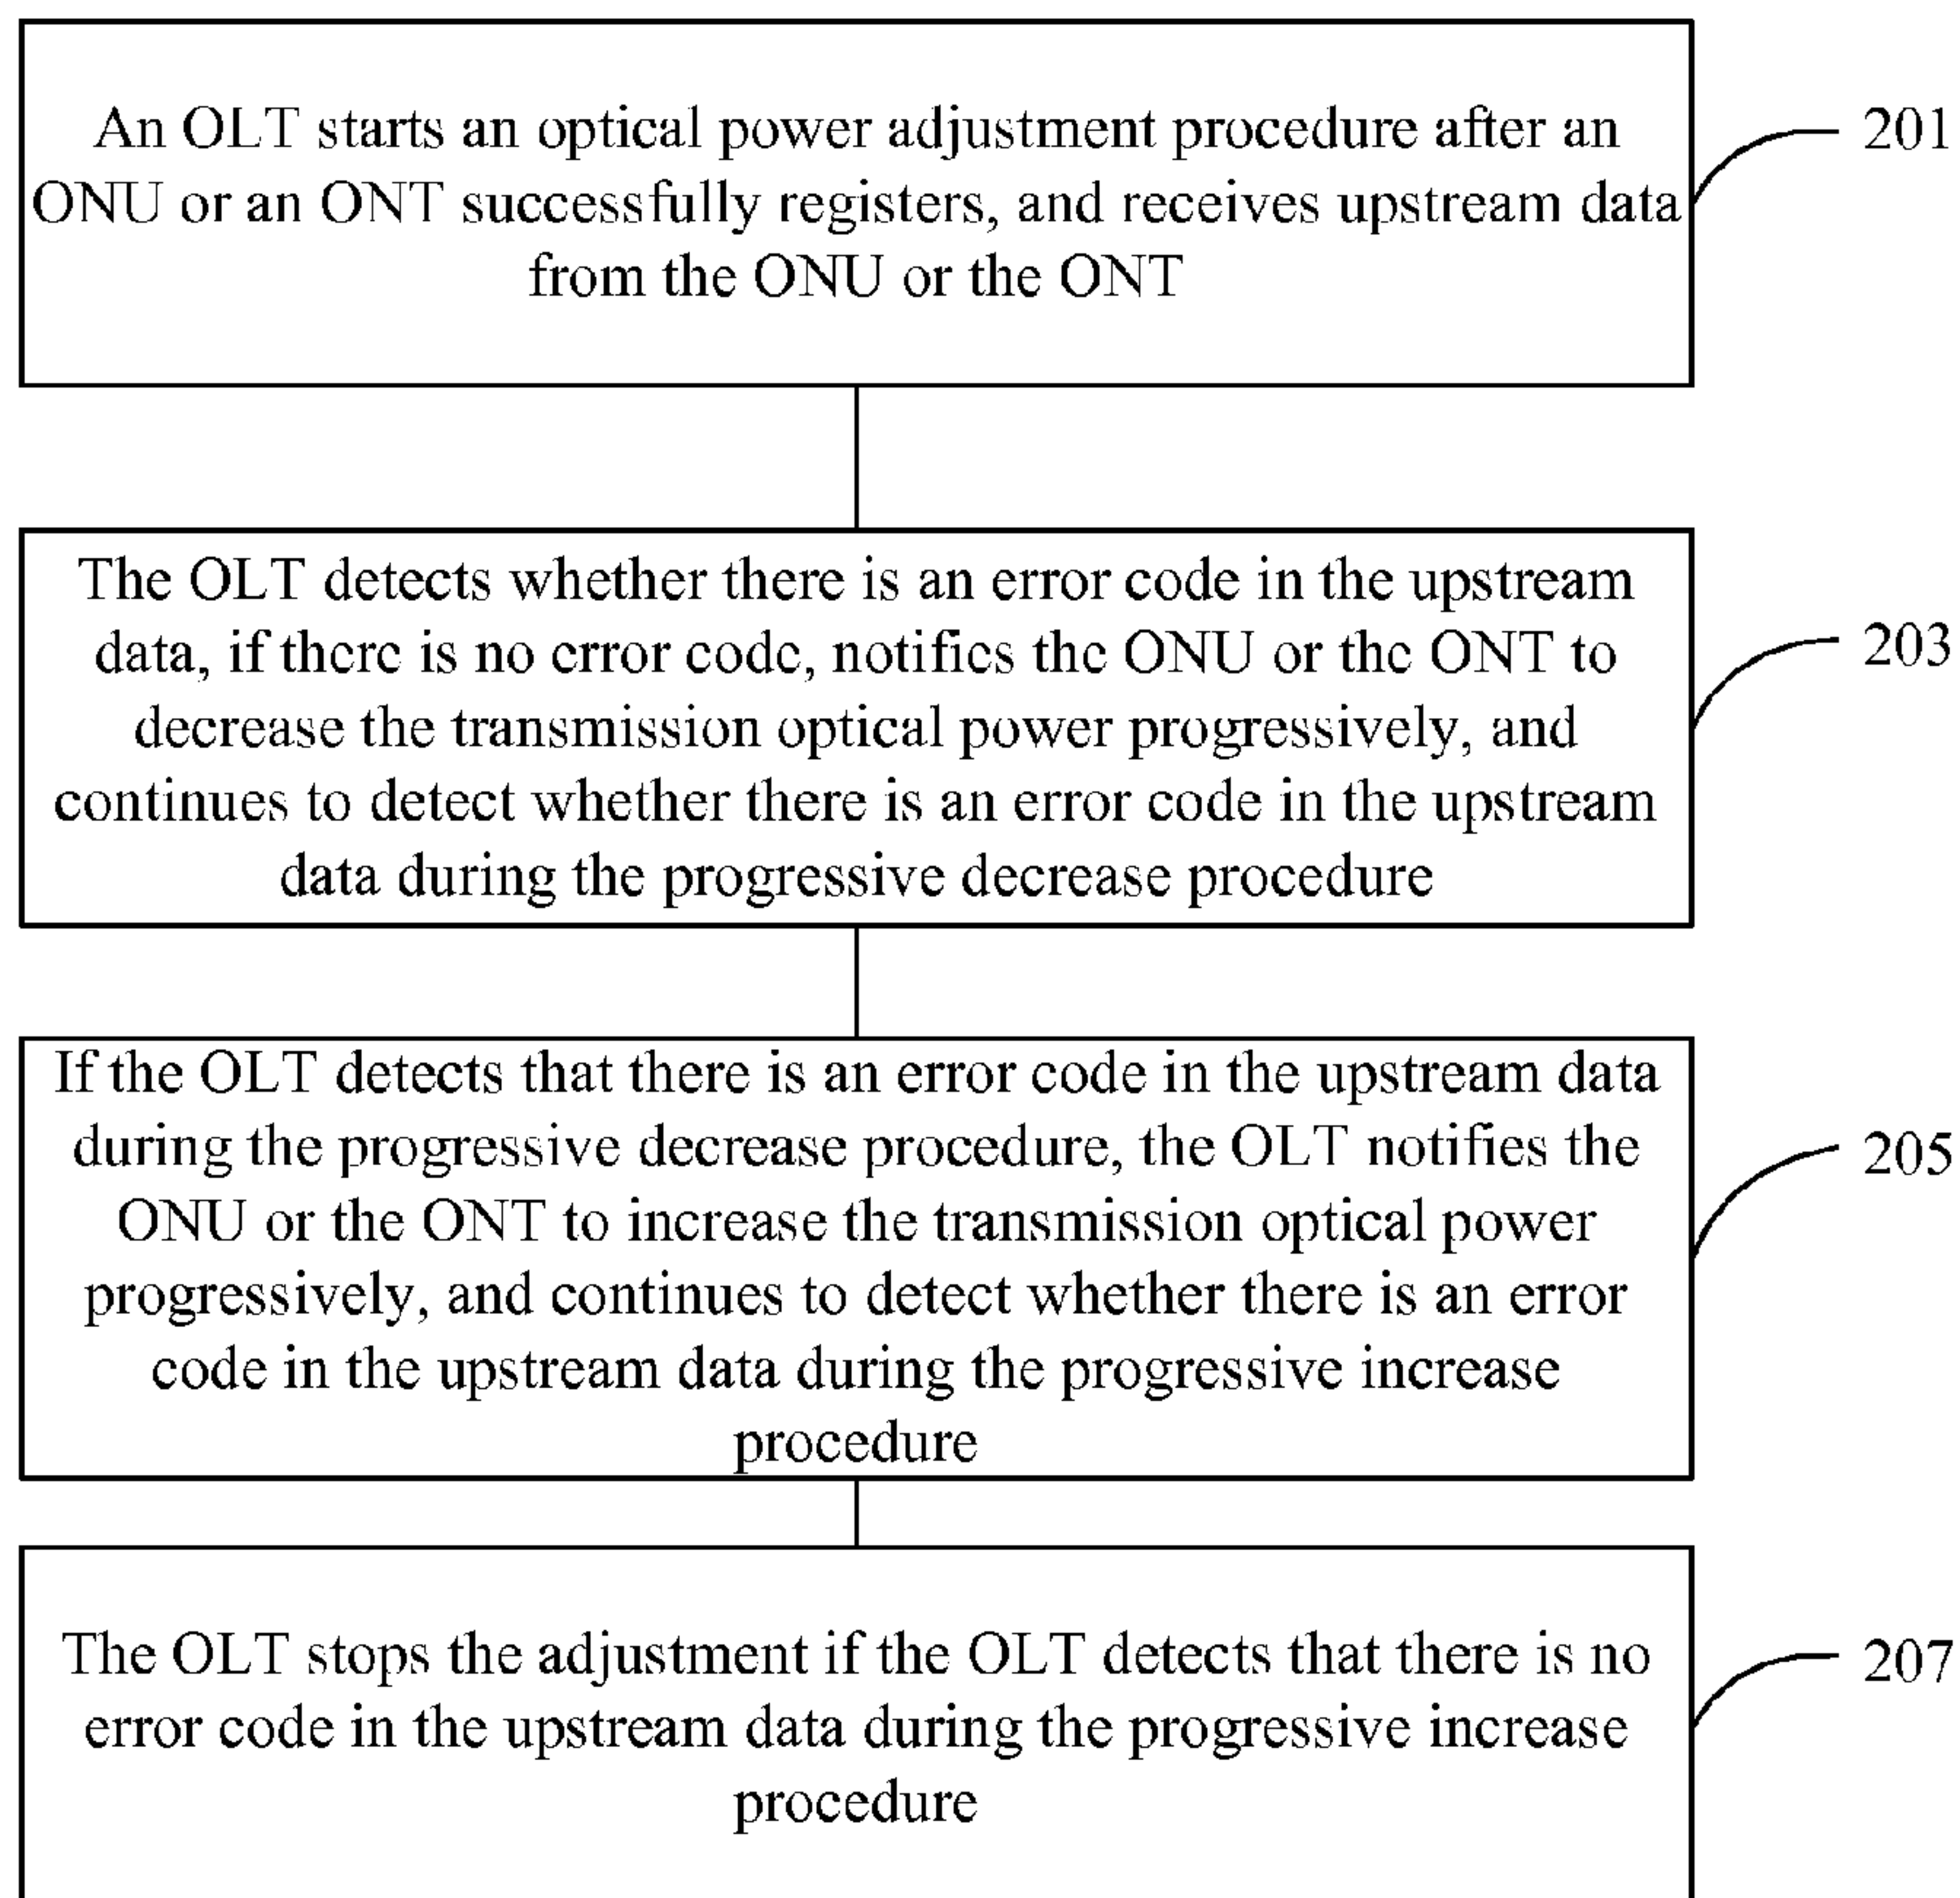 An OLT starts an optical power adjustment procedure after an
ONU or an ONT successfully registers, and receives upstream data
from the ONU or the ONT
201
The OLT detects whether there is an error code in the upstream
data, if there is no error code, notifies the ONU or the ONT to
decrease the transmission optical power progressively, and
continues to detect whether there is an error code in the upstream
data during the progressive decrease procedure
203
If the OLT detects that there is an error code in the upstream data
during the progressive decrease procedure, the OLT notifies the
ONU or the ONT to increase the transmission optical power
progressively, and continues to detect whether there is an error
code in the upstream data during the progressive increase
procedure
205
The OLT stops the adjustment if the OLT detects that there is no
error code in the upstream data during the progressive increase
procedure
207